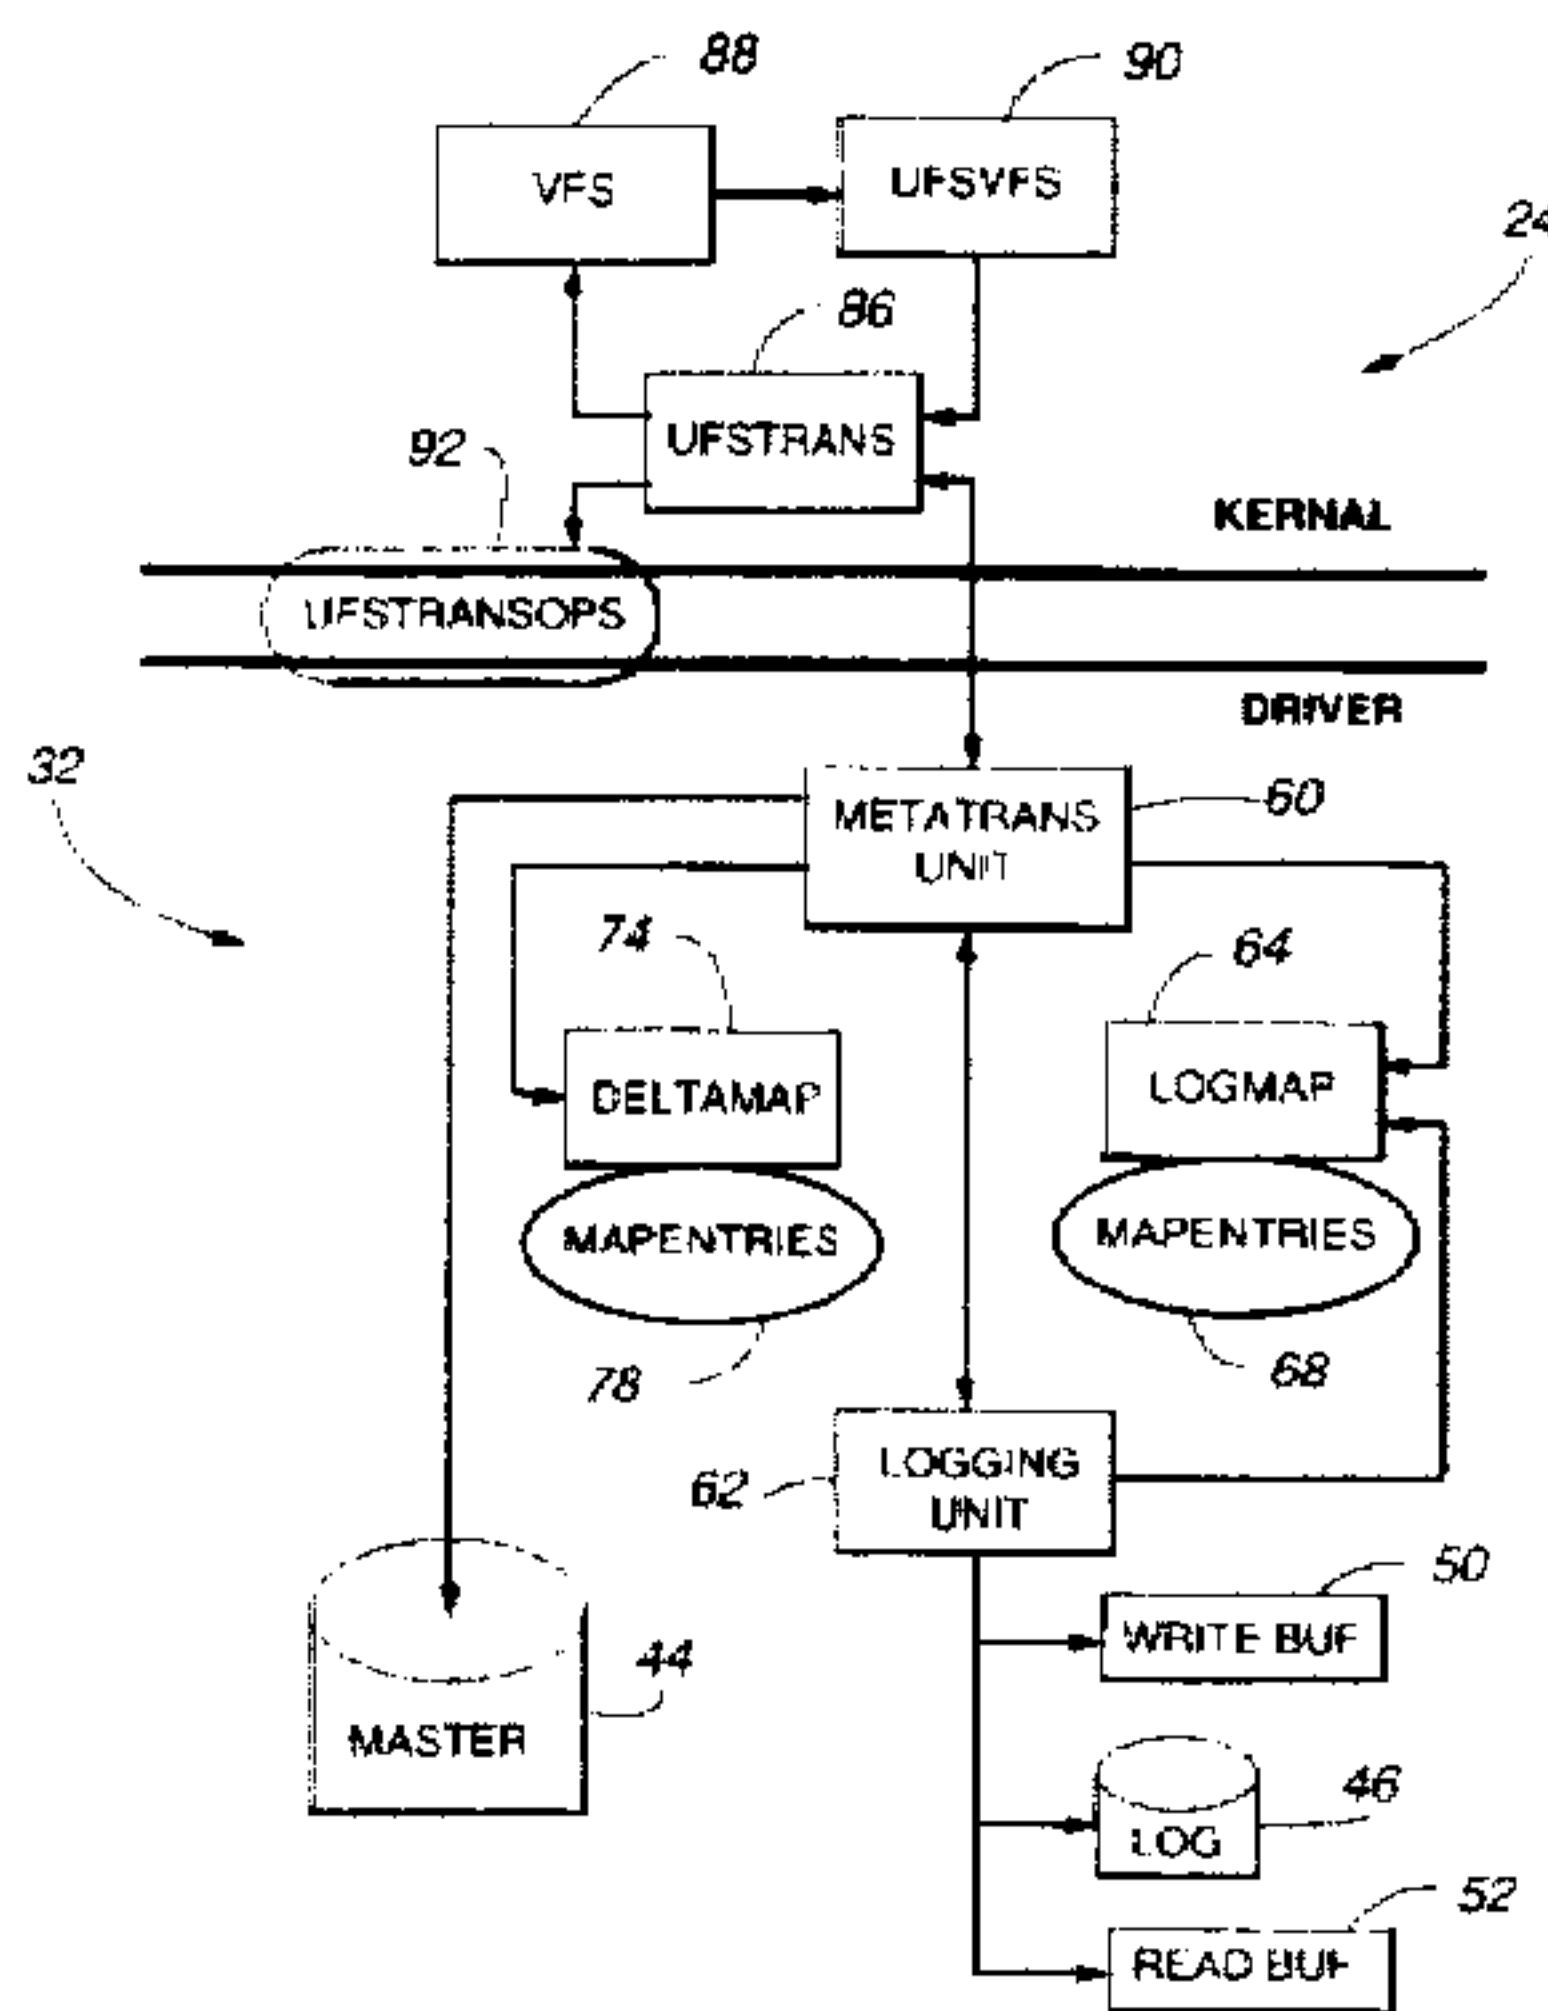 88
90
VFS
UFSVFS
24
86
UFSTRANS
92
KERNAL
UFSTRANSOPS
DRIVER
32
60
METATRANS
UNIT
74
64
DELTAMAP
LOGMAP
MAPENTRIES
MAPENTRIES
78
68
LOGGING
UNIT
62
50
WRITE BUF
44
MASTER
46
LOG
52
READ BUF